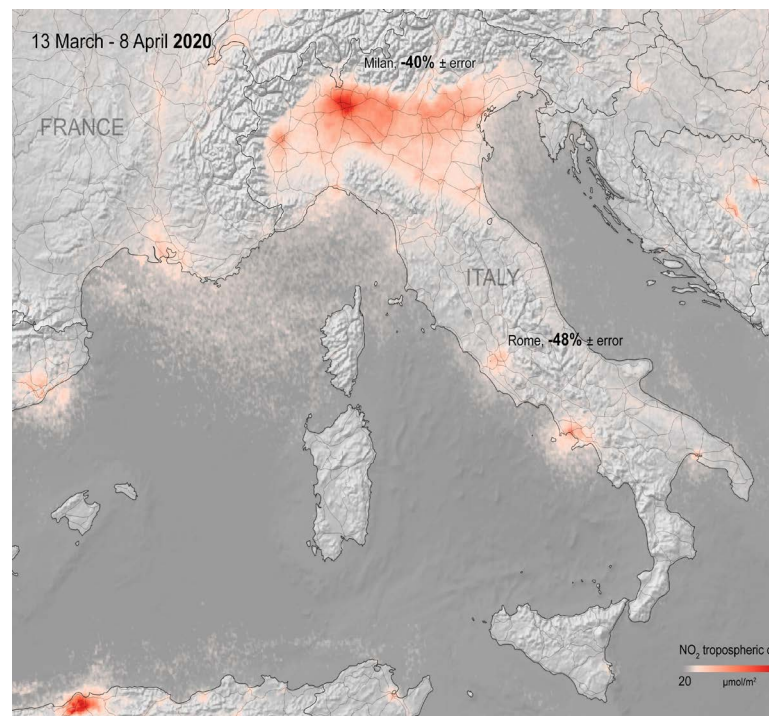 13 March - 8 April 2020
Milan, -40% ± error
FRANCE
ITALY
Rome, -48% ± error
NO₂ tropospheric
20
µmol/m²